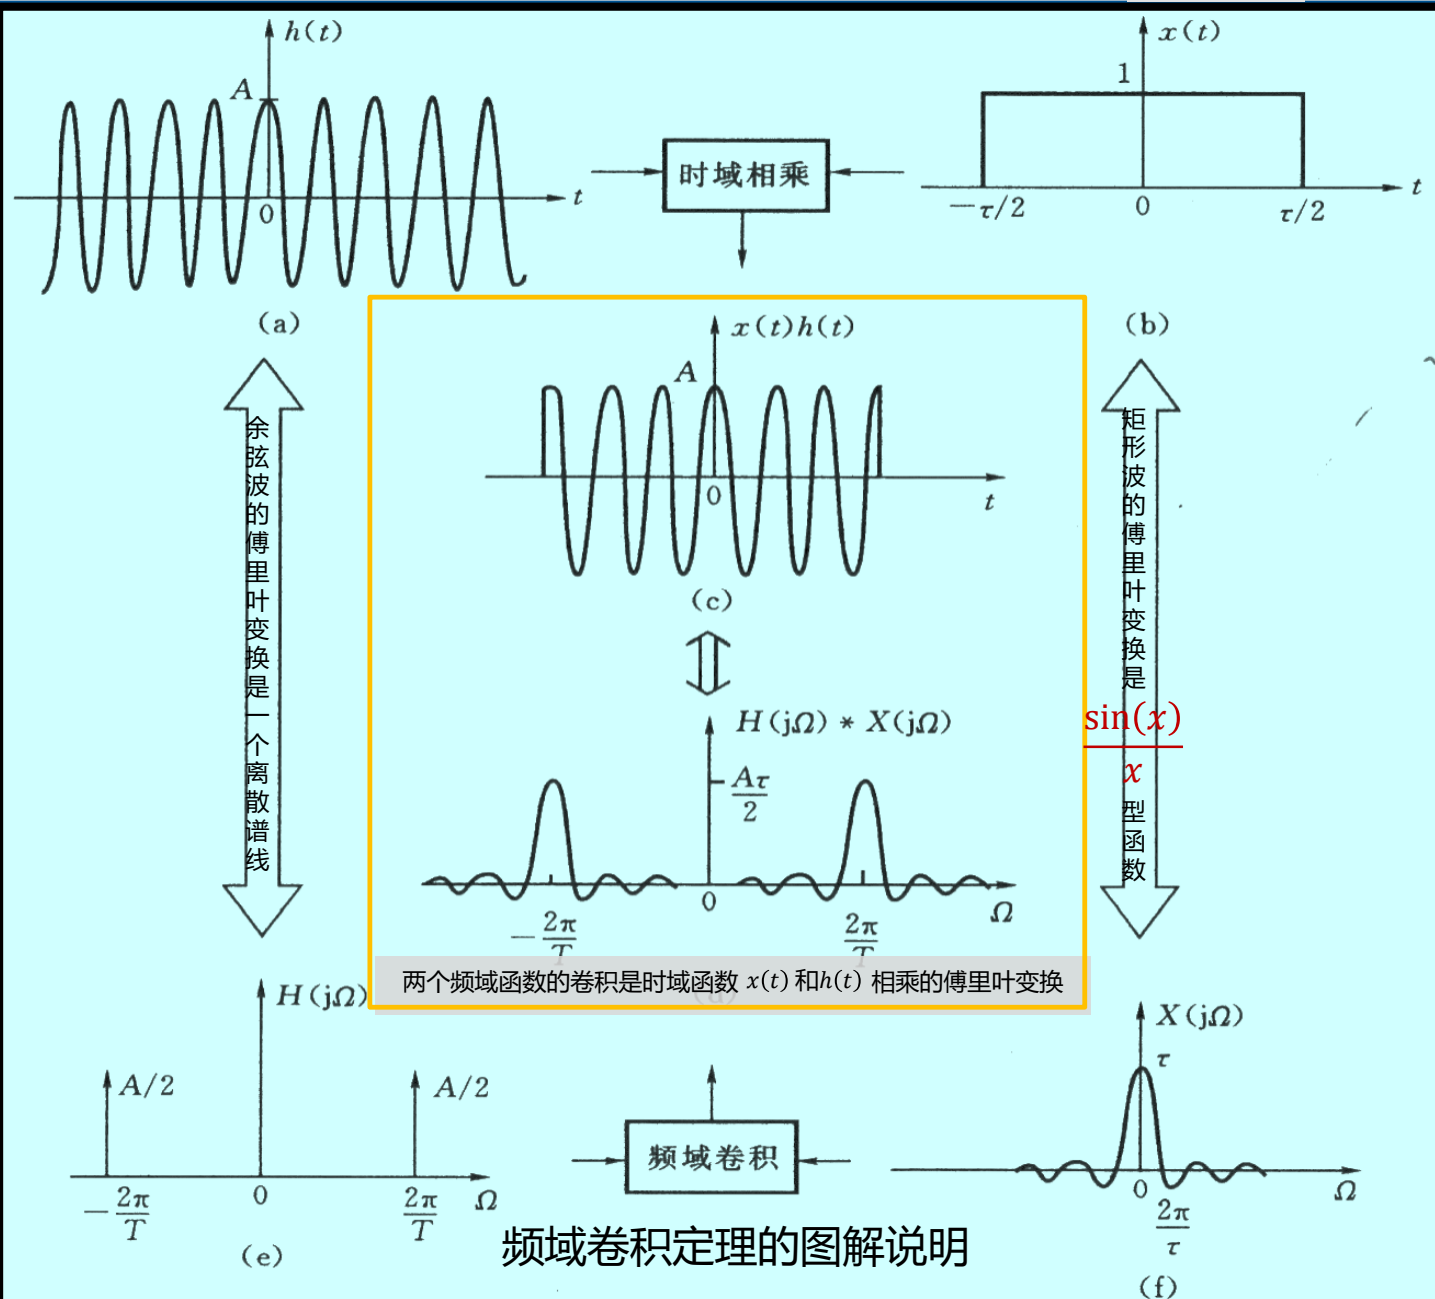 h(t)
A
0
t
(a)
时域相乘
x(t)
1
−τ/2
0
τ/2
t
(b)
x(t)h(t)
A
0
t
(c)
余弦波的傅里叶变换是一个离散谱线
矩形波的傅里叶变换是
sin(x)
x
型函数
H(jΩ) * X(jΩ)
Aτ
2
0
Ω
−2π
T
2π
T
两个频域函数的卷积是时域函数 x(t) 和h(t) 相乘的傅里叶变换
(d)
H(jΩ)
A/2
A/2
−2π
T
0
2π
T
Ω
(e)
频域卷积
X(jΩ)
τ
0
2π
τ
Ω
(f)
频域卷积定理的图解说明